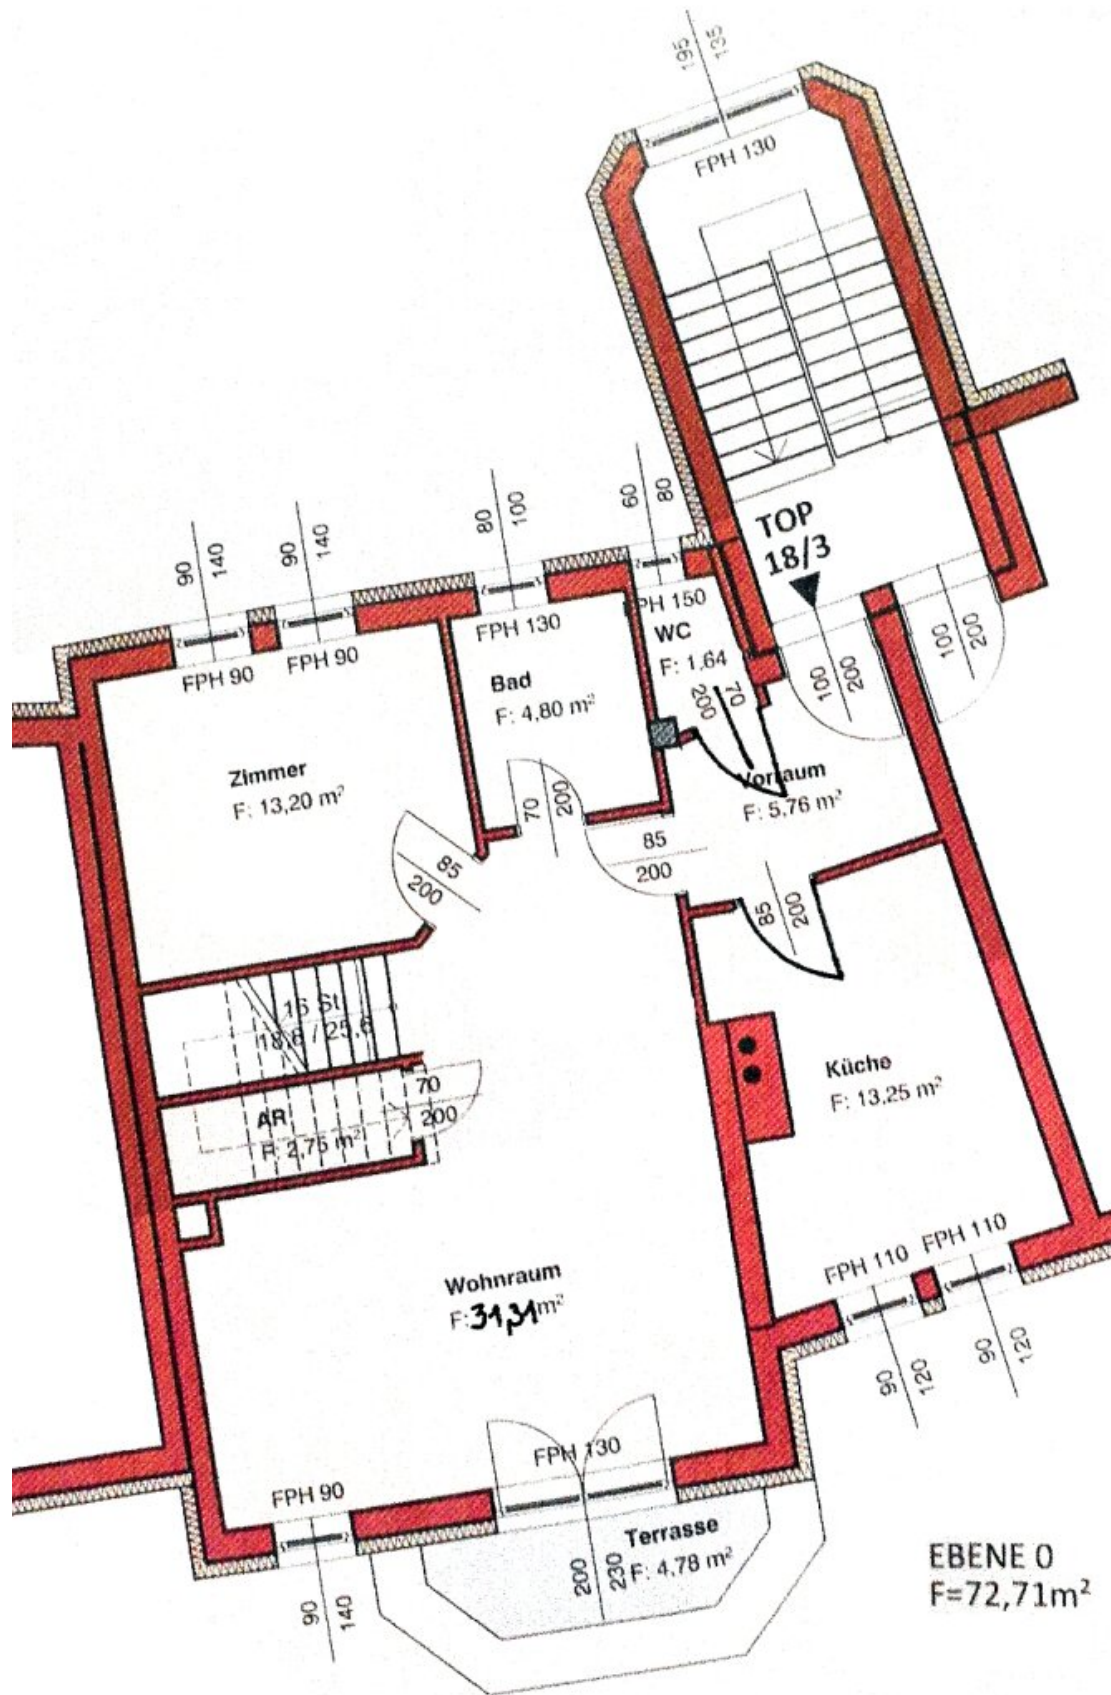 195
135
FPH 130
TOP
18/3
60
80
80
100
90
140
90
140
PH 150
WC
F: 1,64
70
200
100
200
100
200
FPH 130
Bad
F: 4,80 m²
FPH 90
FPH 90
Zimmer
F: 13,20 m²
Vorraum
F: 5,76 m²
70
200
85
200
85
200
85
200
16 St
18,8 / 25,6
70
200
AR
F: 2,75 m²
Küche
F: 13,25 m²
Wohnraum
F: 31,31 m²
FPH 110
FPH 110
90
120
90
120
FPH 130
FPH 90
Terrasse
F: 4,78 m²
200
230
90
140
EBENE 0
F=72,71m²